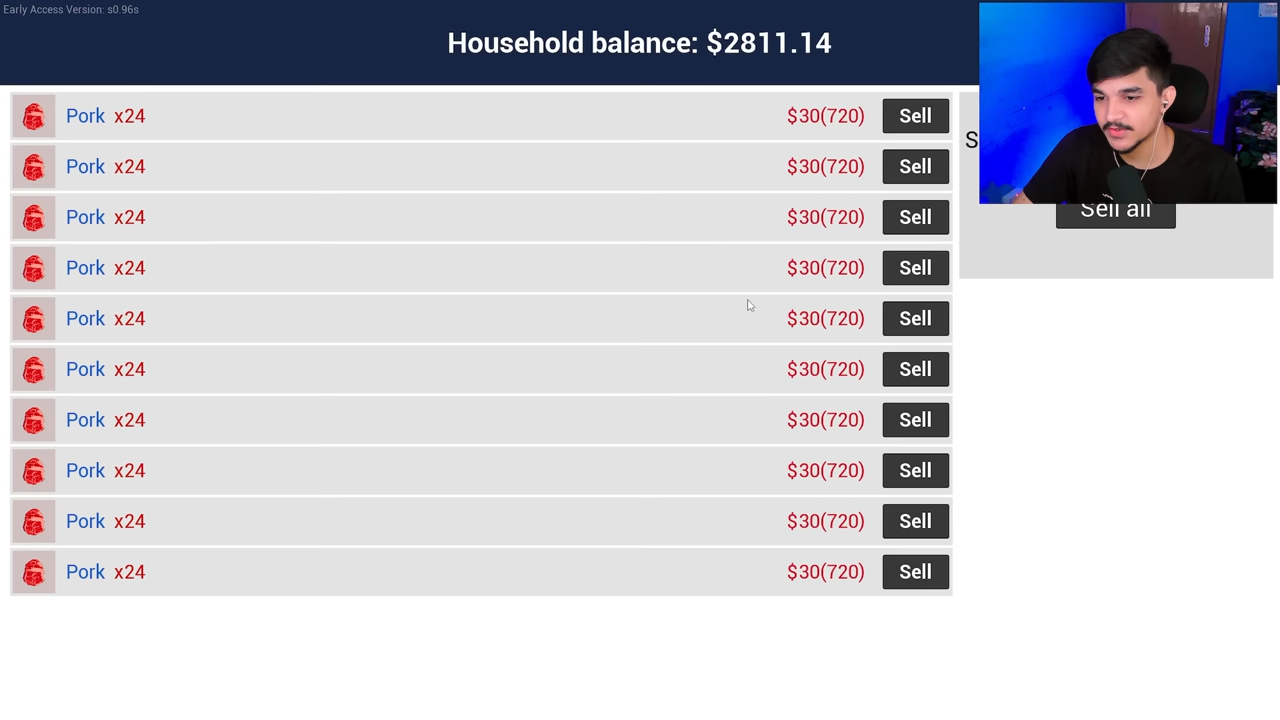 Early Access Version: s0.96s
Household balance: $2811.14
Pork x24 $30(720) Sell
Pork x24 $30(720) Sell
Pork x24 $30(720) Sell
Pork x24 $30(720) Sell
Pork x24 $30(720) Sell
Pork x24 $30(720) Sell
Pork x24 $30(720) Sell
Pork x24 $30(720) Sell
Pork x24 $30(720) Sell
Pork x24 $30(720) Sell
Sell all